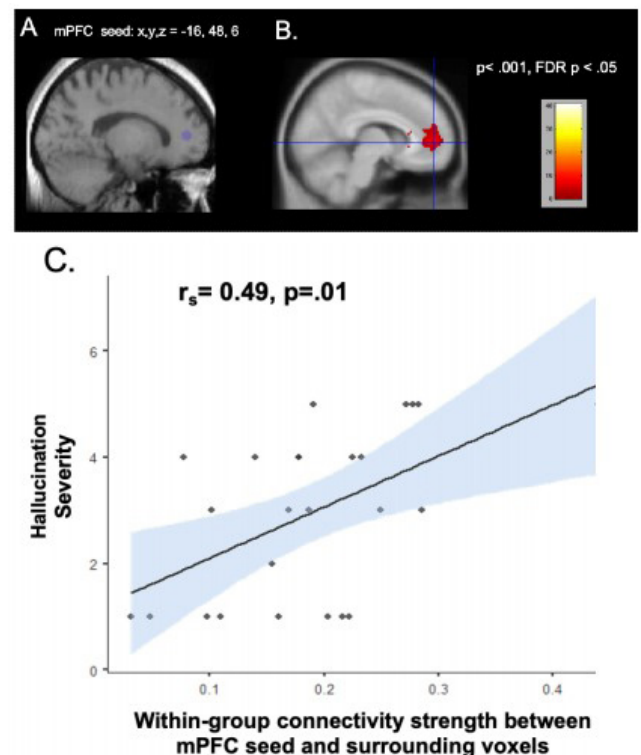 A mPFC seed: x,y,z = -16, 48, 6
B.
p< .001, FDR p < .05
C.
rₛ= 0.49, p=.01
6
4
2
0
Hallucination
Severity
0.1 0.2 0.3 0.4
Within-group connectivity strength between
mPFC seed and surrounding voxels